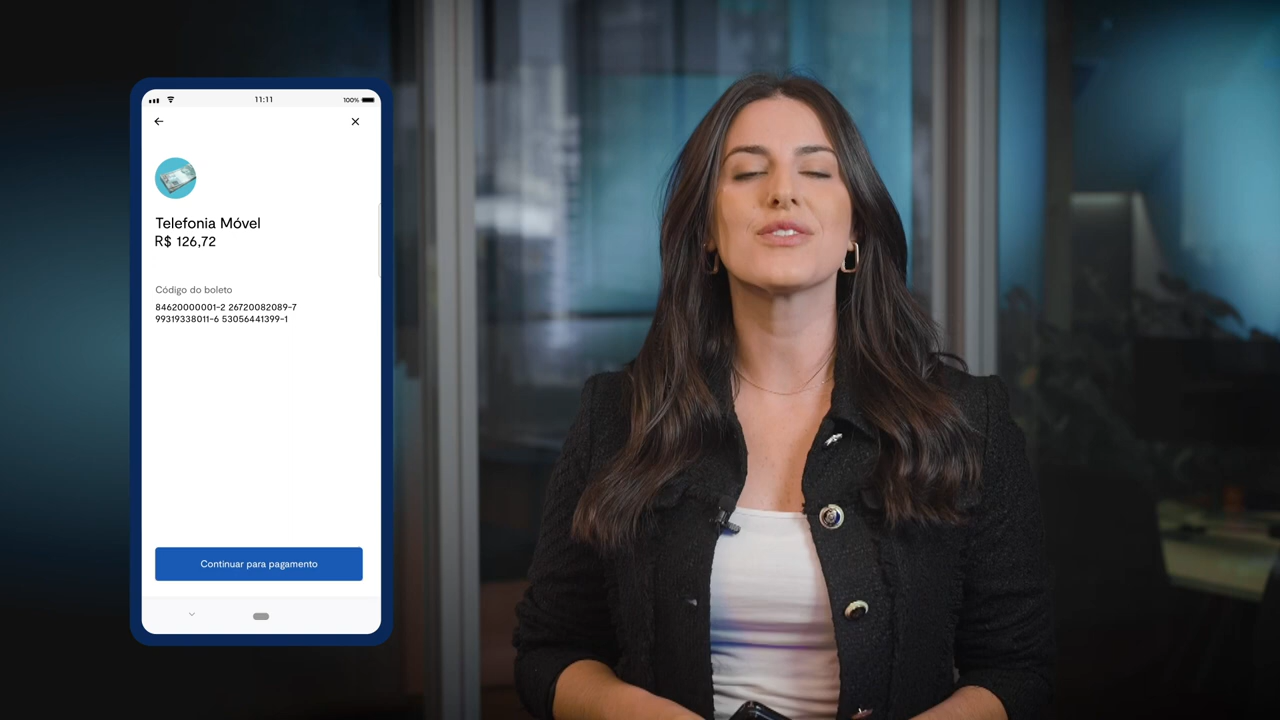 11:11
100%
Telefonia Móvel
R$ 126,72
Código do boleto
84620000001-2 26720082089-7
99319338011-6 53056441399-1
Continuar para pagamento